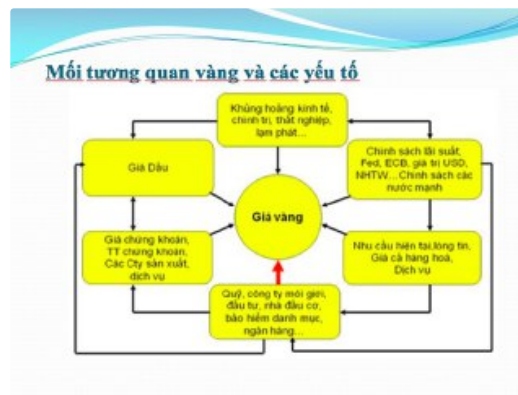 Mối tương quan vàng và các yếu tố
Khủng hoảng kinh tế,
chính trị, thất nghiệp,
lạm phát...
Giá Dầu
Chính sách lãi suất,
Fed, ECB, giá trị USD,
NHTW... Chính sách các
nước mạnh
Giá vàng
Giá chứng khoán,
TT chứng khoán,
Các Cty sản xuất,
dịch vụ
Nhu cầu hiện tại,lòng tin,
Giá cả hàng hoá,
Dịch vụ
Quỹ, công ty môi giới,
đầu tư, nhà đầu cơ,
bảo hiểm danh mục,
ngân hàng...